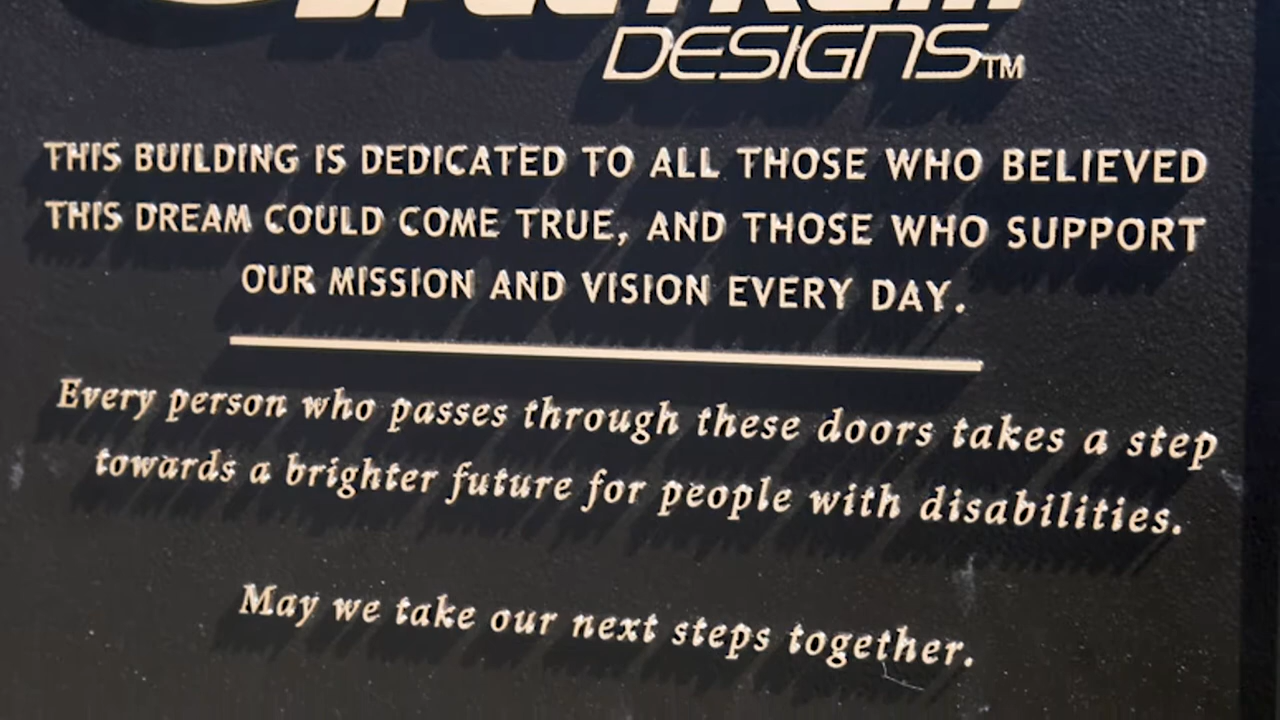 SPECTRUM
DESIGNS™
THIS BUILDING IS DEDICATED TO ALL THOSE WHO BELIEVED
THIS DREAM COULD COME TRUE, AND THOSE WHO SUPPORT
OUR MISSION AND VISION EVERY DAY.
Every person who passes through these doors takes a step
towards a brighter future for people with disabilities.
May we take our next steps together.